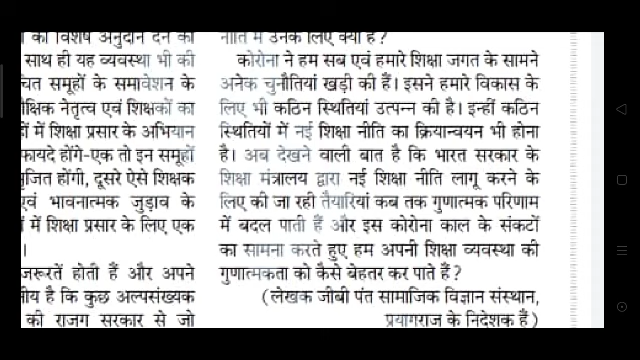 को विशेष अनुदान देने की
साथ ही यह व्यवस्था भी की
चित समूहों के समावेशन के
क्षिक नेतृत्व एवं शिक्षकों का
में शिक्षा प्रसार के अभियान
फायदे होंगे-एक तो इन समूहों
जित होंगी, दूसरे ऐसे शिक्षक
एवं भावनात्मक जुड़ाव के
में शिक्षा प्रसार के लिए एक
।
जरूरतें होती हैं और अपने
है कि कुछ अल्पसंख्यक
की राजग सरकार से जो
नीति में उनके लिए क्या है?
कोरोना ने हम सब एवं हमारे शिक्षा जगत के सामने
अनेक चुनौतियां खड़ी की हैं। इसने हमारे विकास के
लिए भी कठिन स्थितियां उत्पन्न की है। इन्हीं कठिन
स्थितियों में नई शिक्षा नीति का क्रियान्वयन भी होना
है। अब देखने वाली बात है कि भारत सरकार के
शिक्षा मंत्रालय द्वारा नई शिक्षा नीति लागू करने के
लिए की जा रही तैयारियां कब तक गुणात्मक परिणाम
में बदल पाती हैं और इस कोरोना काल के संकटों
का सामना करते हुए हम अपनी शिक्षा व्यवस्था की
गुणात्मकता को कैसे बेहतर कर पाते हैं?
(लेखक जीबी पंत सामाजिक विज्ञान संस्थान,
प्रयागराज के निदेशक हैं)